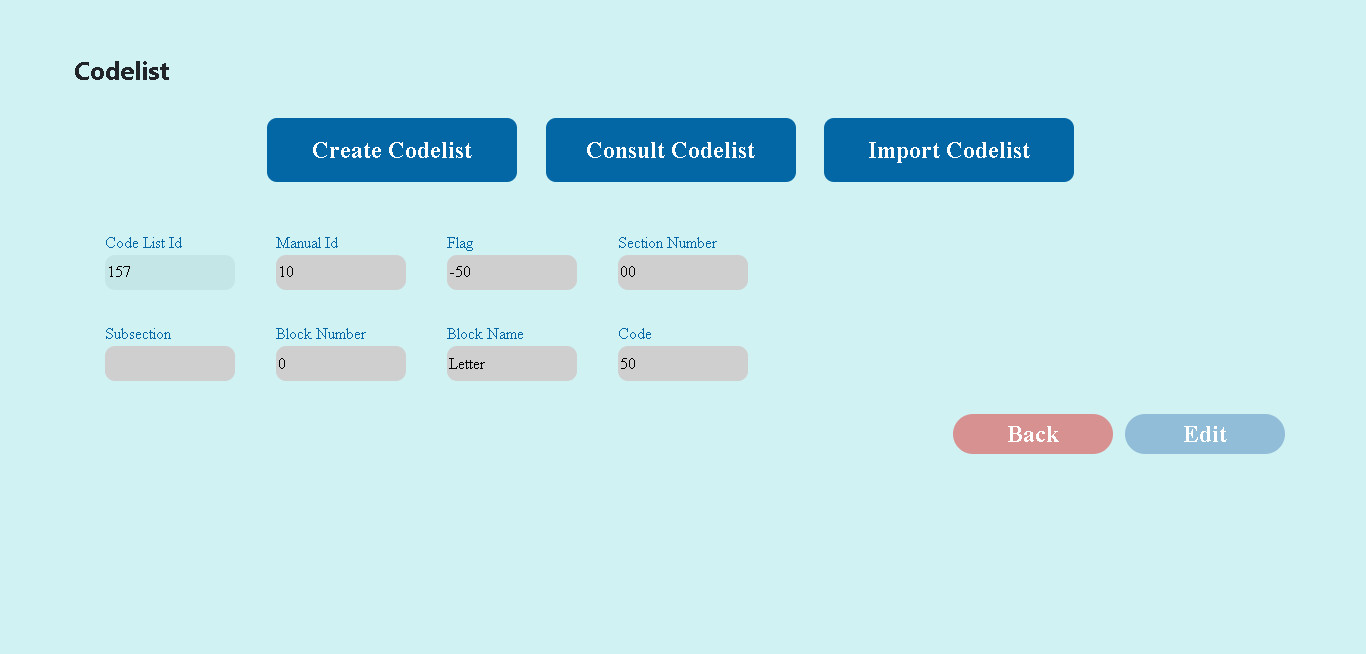 Codelist
Create Codelist Consult Codelist Import Codelist
Code List Id Manual Id Flag Section Number
157 10 -50 00
Subsection Block Number Block Name Code
0 Letter 50
Back Edit